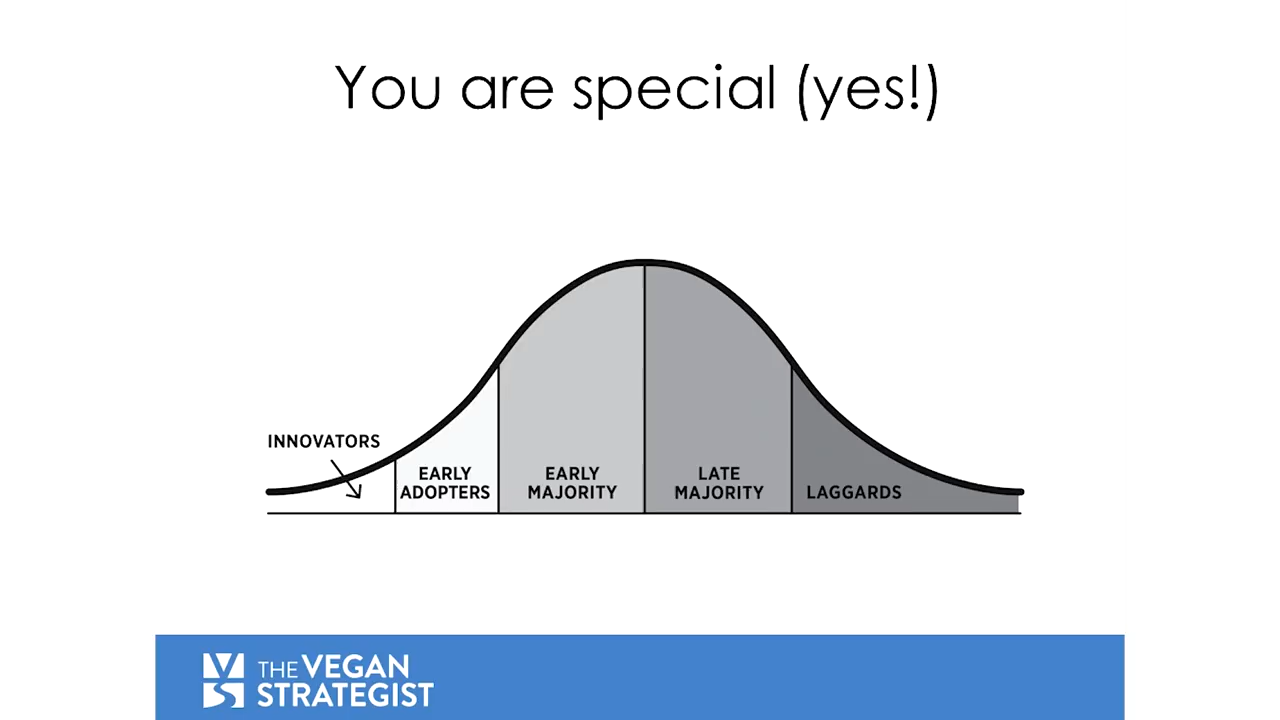 You are special (yes!)
INNOVATORS
EARLY
ADOPTERS
EARLY
MAJORITY
LATE
MAJORITY
LAGGARDS
THE VEGAN
STRATEGIST